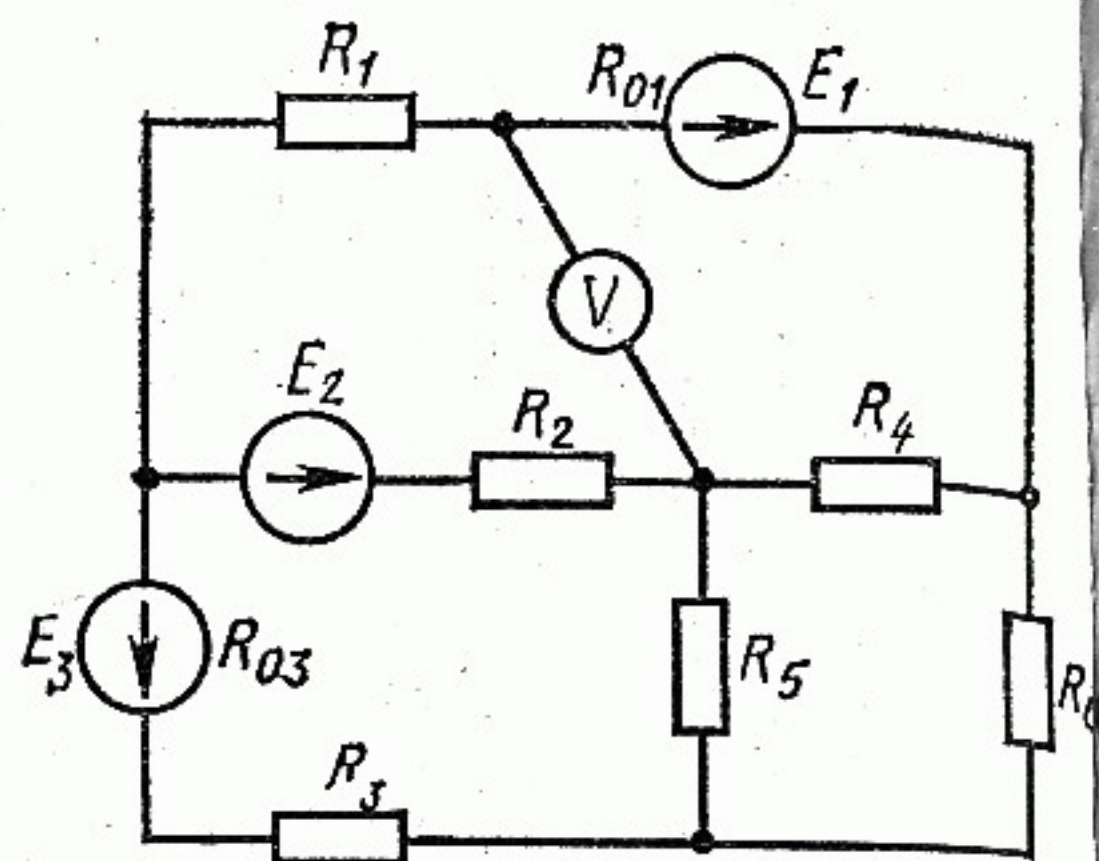 R₁ R₀₁ E₁
V
E₂ R₂ R₄
E₃ R₀₃ R₅
R₃